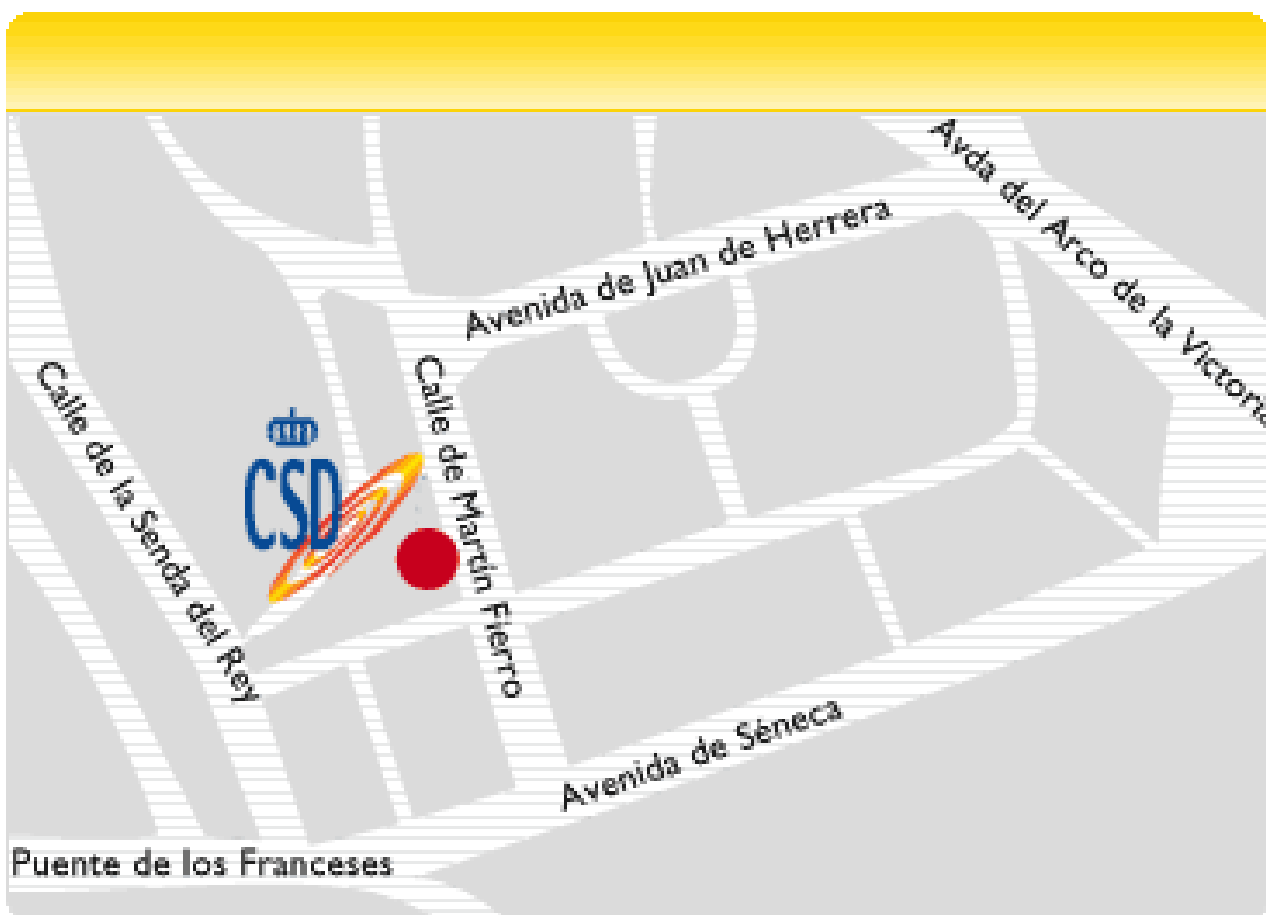 Avda del Arco de la Victoria
Avenida de Juan de Herrera
Calle de la Senda del Rey
Calle de Martín Fierro
CSD
Avenida de Séneca
Puente de los Franceses